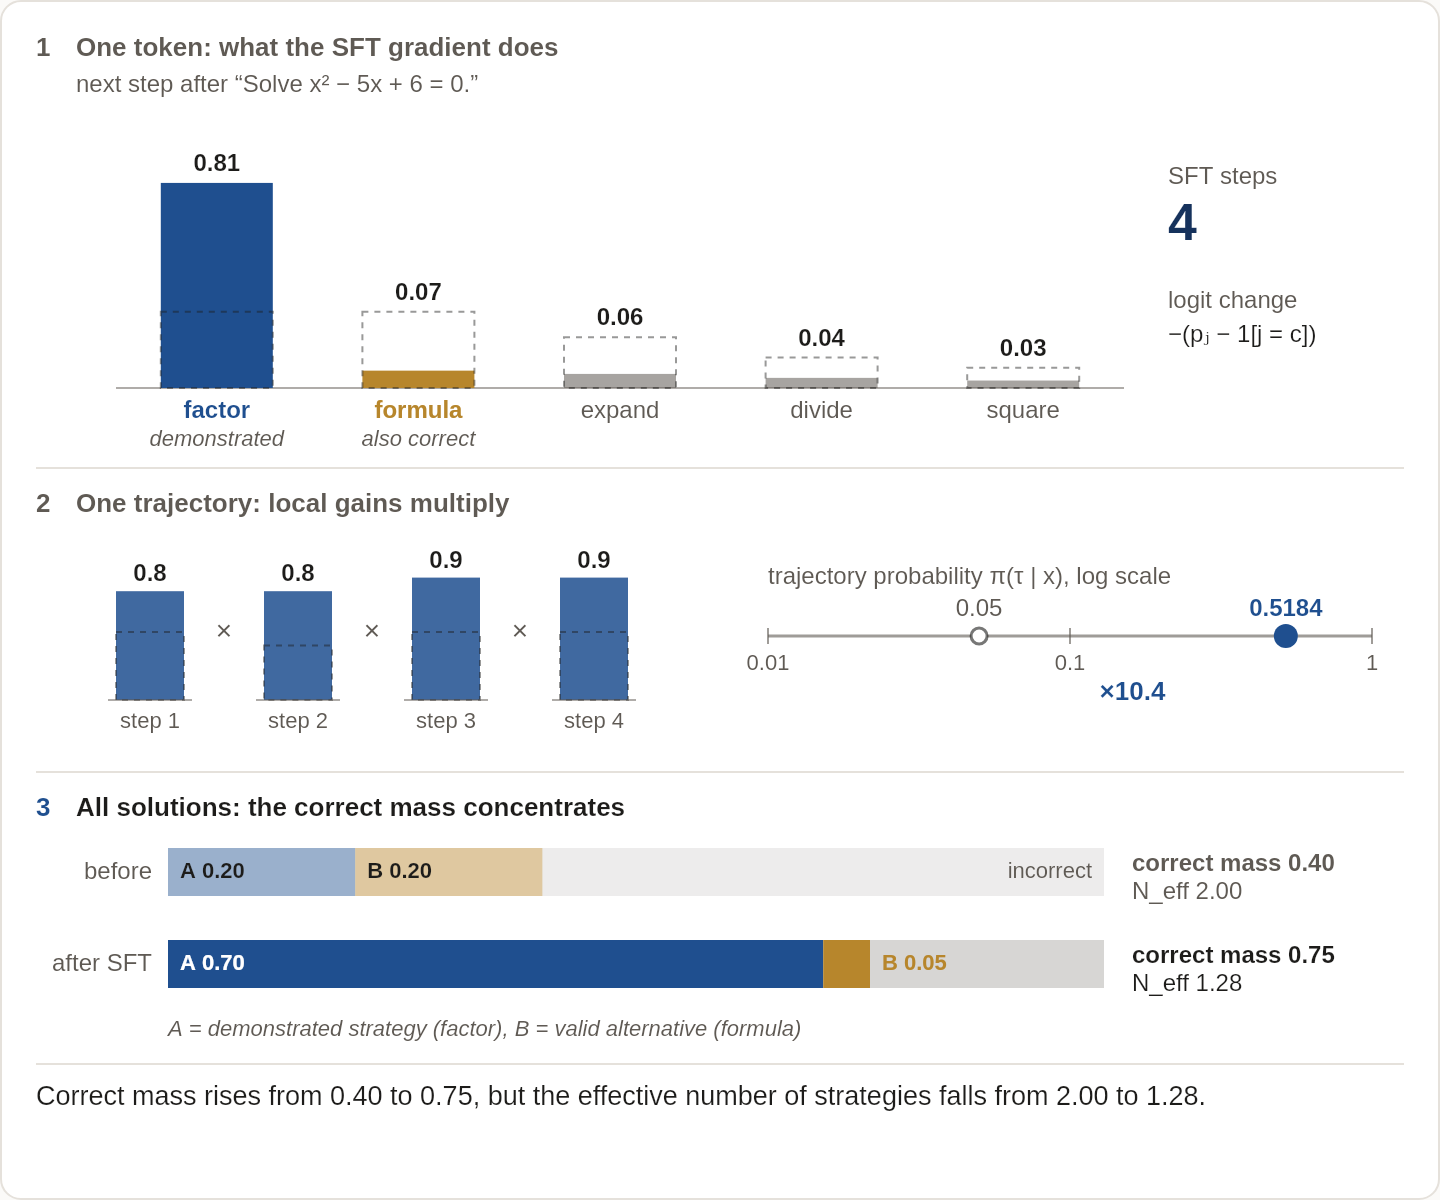 1 One token: what the SFT gradient does
next step after “Solve x² − 5x + 6 = 0.”
0.81
0.07
0.06
0.04
0.03
SFT steps
4
logit change
−(pⱼ − 1[j = c])
factor
formula
expand
divide
square
demonstrated
also correct
2 One trajectory: local gains multiply
0.8 × 0.8 × 0.9 × 0.9
step 1
step 2
step 3
step 4
trajectory probability π(τ | x), log scale
0.05
0.5184
0.01
0.1
1
×10.4
3 All solutions: the correct mass concentrates
before
A 0.20
B 0.20
incorrect
correct mass 0.40
N_eff 2.00
after SFT
A 0.70
B 0.05
correct mass 0.75
N_eff 1.28
A = demonstrated strategy (factor), B = valid alternative (formula)
Correct mass rises from 0.40 to 0.75, but the effective number of strategies falls from 2.00 to 1.28.